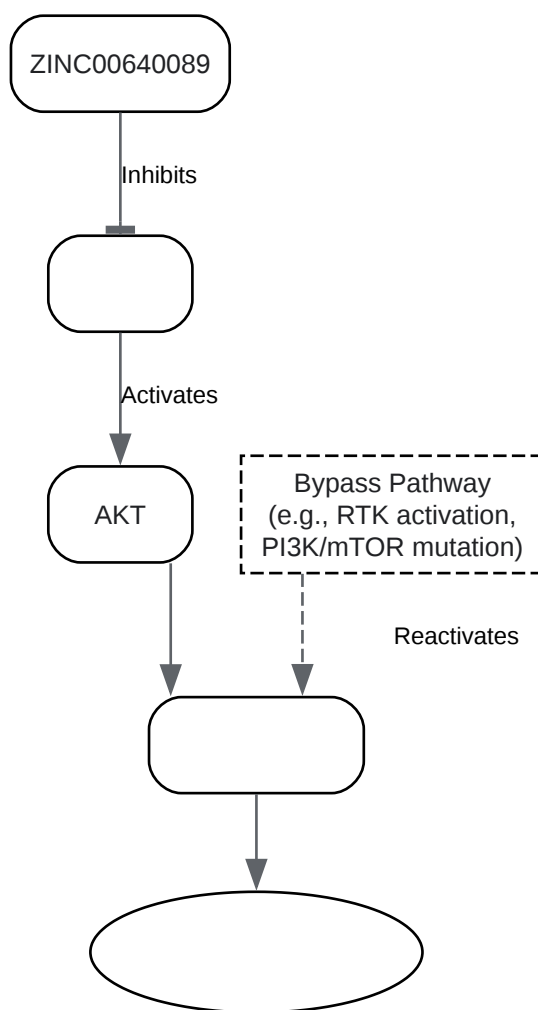 ZINC00640089
Inhibits
Activates
AKT
Bypass Pathway
(e.g., RTK activation,
PI3K/mTOR mutation)
Reactivates